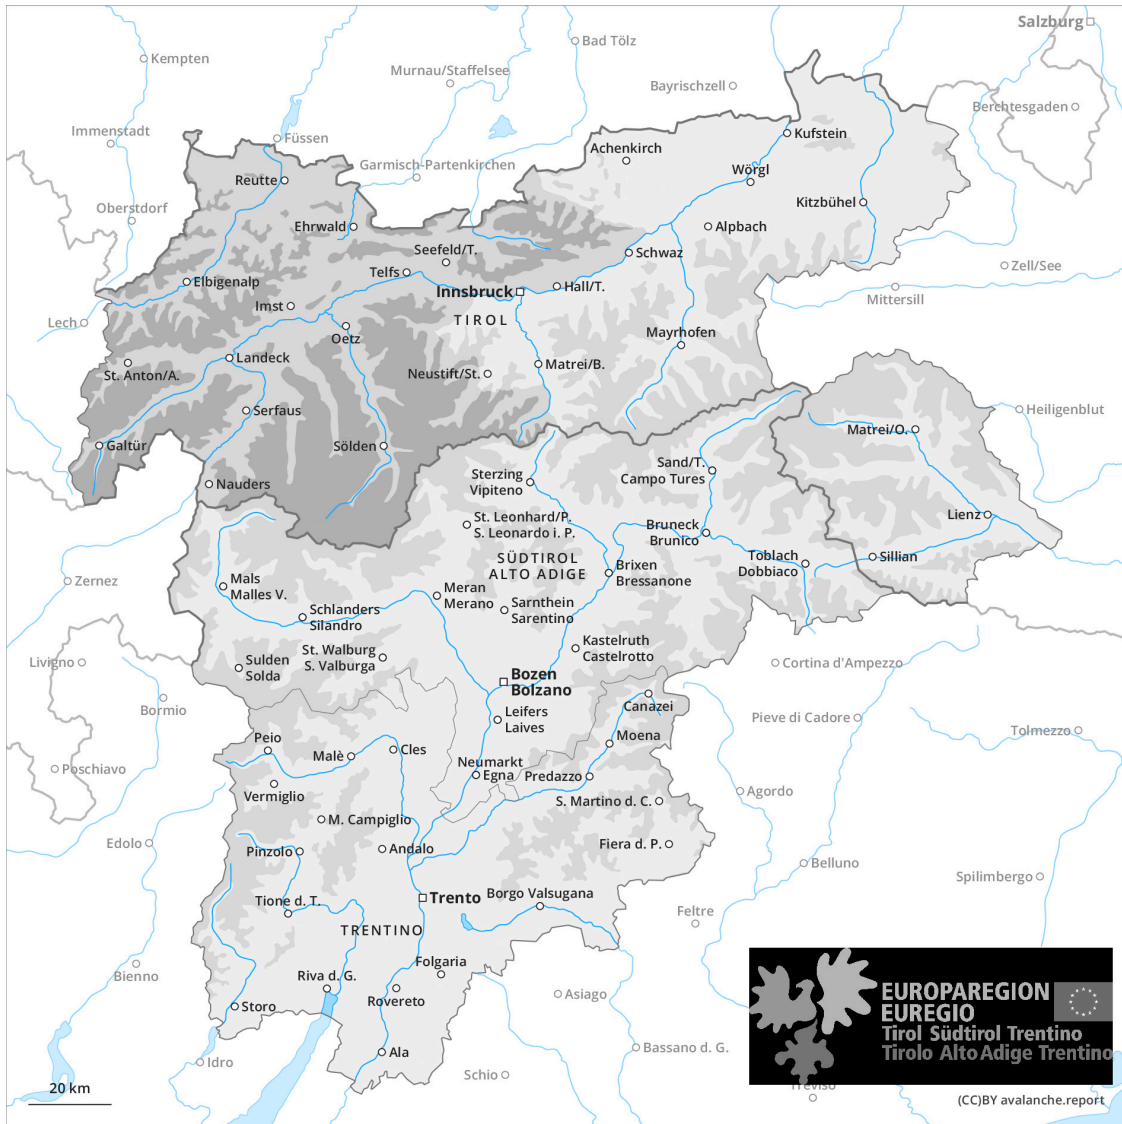 Salzburg
Bad Tölz
Kempten
Murnau/Staffelsee
Bayrischzell
Berchtesgaden
Immenstadt
Füssen
Kufstein
Achenkirch
Garmisch-Partenkirchen
Wörgl
Reutte
Kitzbühel
Oberstdorf
Ehrwald
Alpbach
Seefeld/T.
Schwaz
Telfs
Zell/See
Elbigenalp
Innsbruck
Hall/T.
Mittersill
Imst
TIROL
Lech
Oetz
Mayrhofen
Landeck
St. Anton/A.
Neustift/St.
Matrei/B.
Serfaus
Heiligenblut
Matrei/O.
Galtür
Sölden
Sterzing
Vipiteno
Sand/T.
Campo Tures
Nauders
St. Leonhard/P.
S. Leonardo i. P.
Bruneck
Brunico
Lienz
SÜDTIROL
ALTO ADIGE
Toblach
Dobbiaco
Sillian
Brixen
Bressanone
Zernez
Mals
Malles V.
Meran
Merano
Sarnthein
Sarentino
Schlanders
Silandro
Kastelruth
Castelrotto
St. Walburg
S. Valburga
Livigno
Sulden
Solda
Cortina d'Ampezzo
Bozen
Bolzano
Bormio
Canazei
Leifers
Laives
Pieve di Cadore
Tolmezzo
Peio
Moena
Malè
Cles
Neumarkt
Egna
Predazzo
Poschiavo
Vermiglio
S. Martino d. C.
Agordo
M. Campiglio
Edolo
Pinzolo
Andalo
Fiera d. P.
Belluno
Spilimbergo
Tione d. T.
Trento
Borgo Valsugana
Feltre
TRENTINO
Bienno
Folgaria
Riva d. G.
Rovereto
Asiago
Storo
EUROPAREGION
EUREGIO
Tirol Südtirol Trentino
Tirolo Alto Adige Trentino
Idro
Ala
Bassano d. G.
Schio
Treviso
20 km
(CC)BY avalanche.report